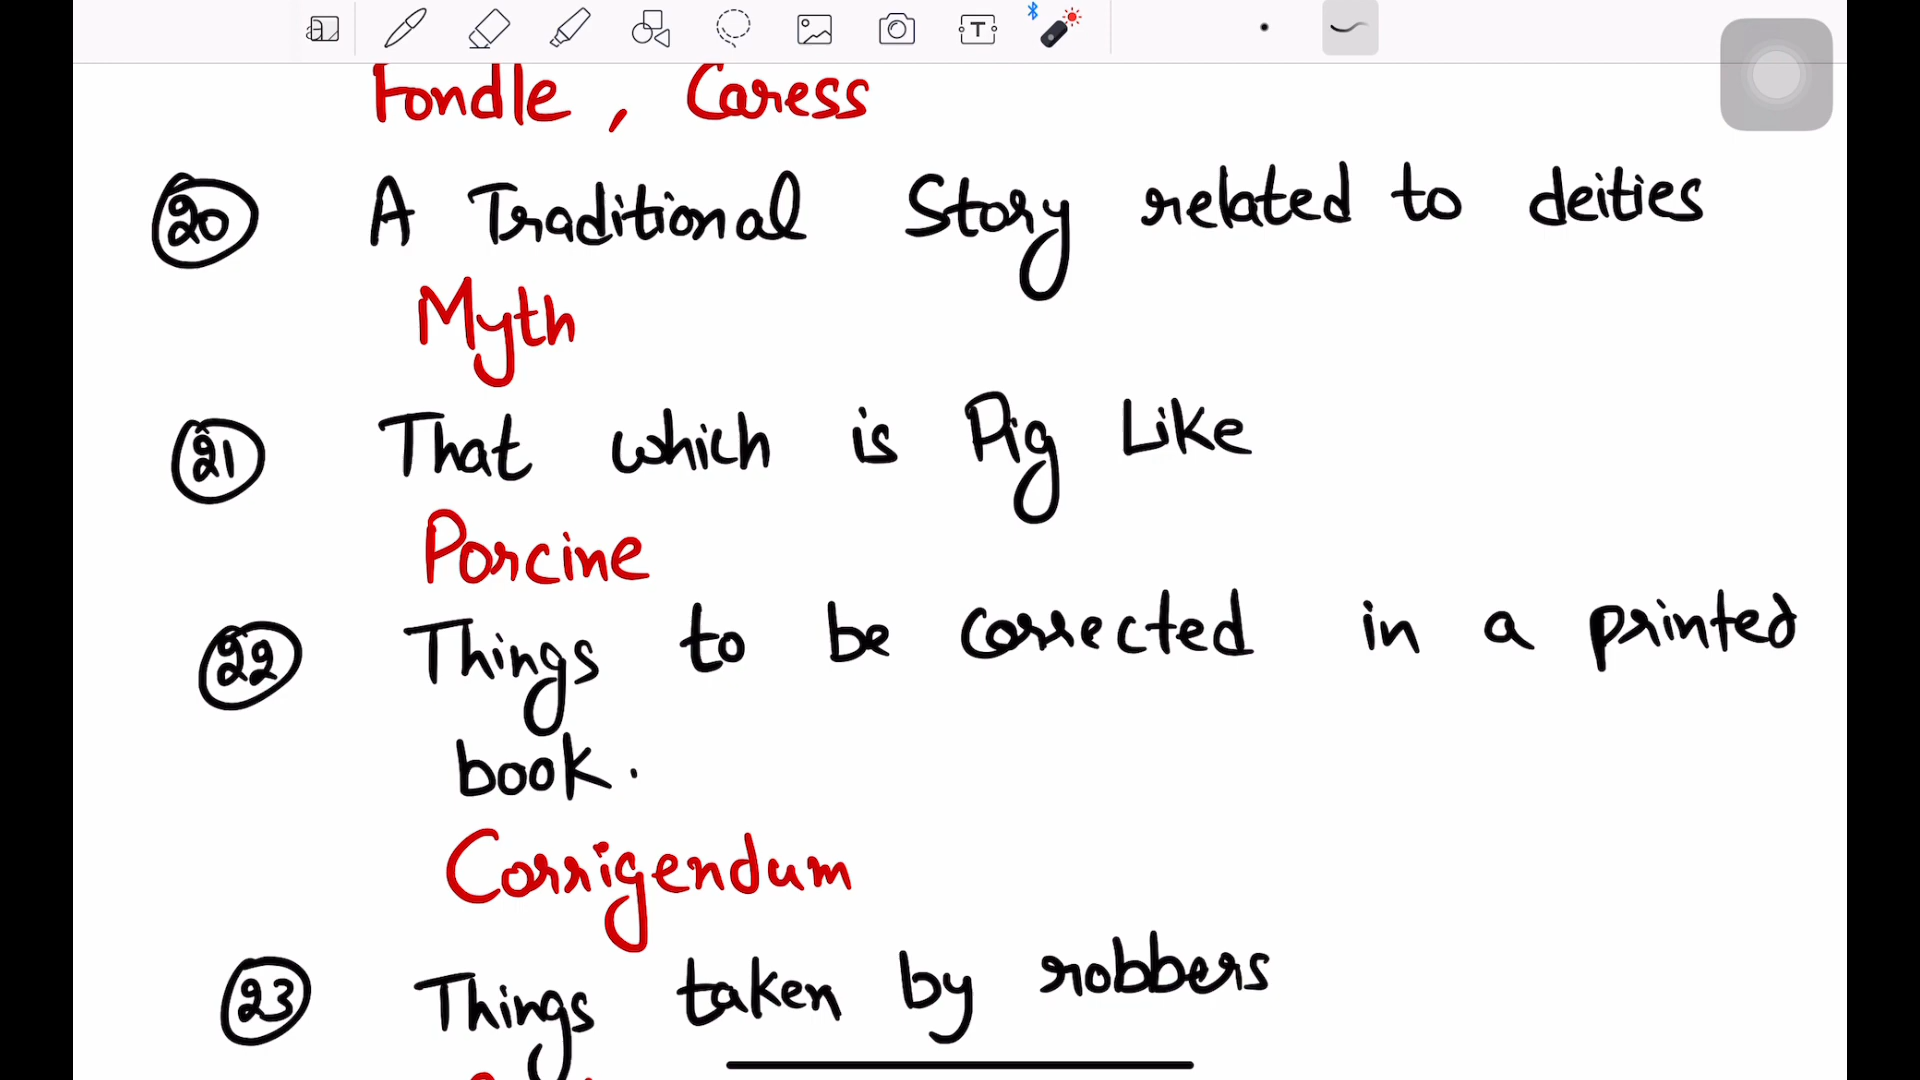 Fondle , Caress
20 A Traditional Story related to deities
Myth
21 That which is Pig Like
Porcine
22 Things to be corrected in a printed
book.
Corrigendum
23 Things taken by robbers